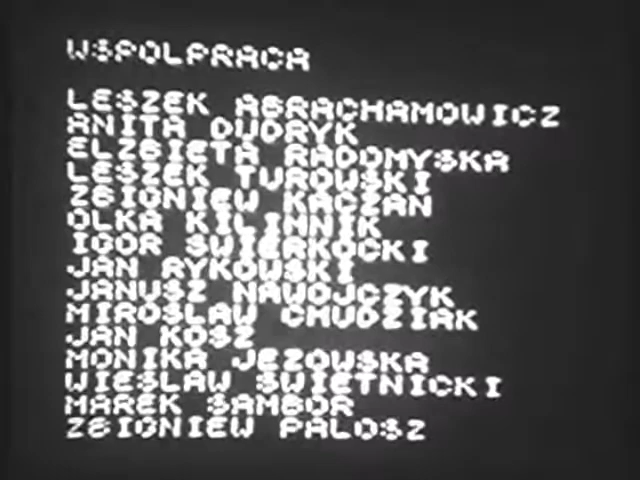 WSPOLPRACA
LESZEK ABRACHAMOWICZ
ANITA DUDRYK
ELZBIETA RADOMYSKA
LESZEK TUROWSKI
ZBIGNIEW KACZAN
OLKA KILIMNIK
IGOR SWIERKOCKI
JAN RYKOWSKI
JANUSZ NAWOJCZYK
MIROSLAW CHUDZIAK
JAN KOSZ
MONIKA JEZOWSKA
WIESLAW SWIETNICKI
MAREK SAMBOR
ZBIGNIEW PALOSZ